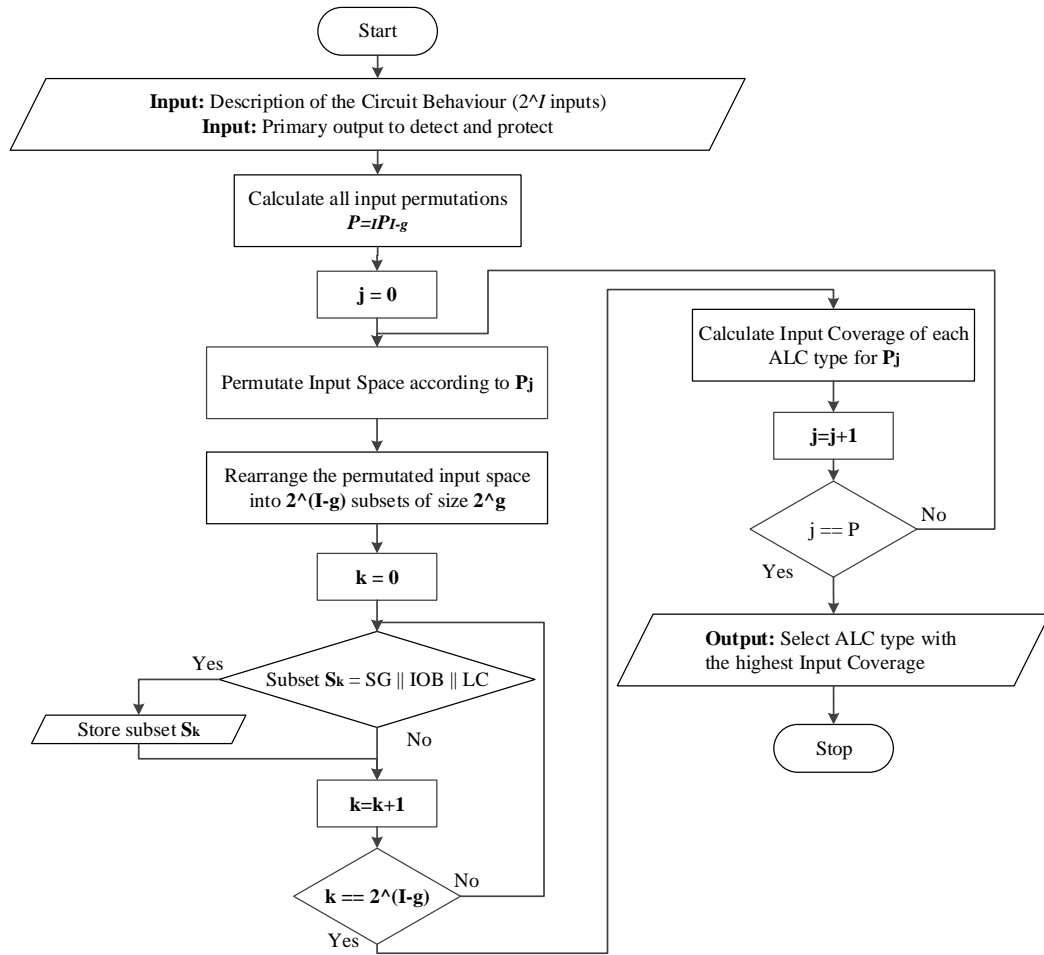 Start
Input: Description of the Circuit Behaviour (2^I inputs)
Input: Primary output to detect and protect
Calculate all input permutations
P=IPI-g
j = 0
Permutate Input Space according to Pj
Rearrange the permutated input space
into 2^(I-g) subsets of size 2^g
k = 0
Yes
Subset Sk = SG || IOB || LC
Store subset Sk
No
k=k+1
k == 2^(I-g)
No
Yes
Calculate Input Coverage of each
ALC type for Pj
j=j+1
j == P
No
Yes
Output: Select ALC type with
the highest Input Coverage
Stop